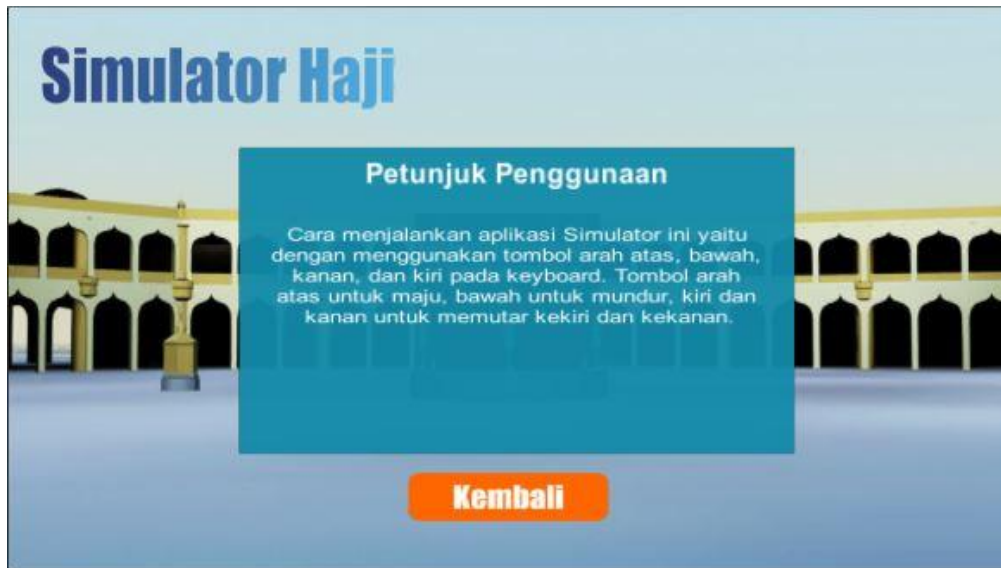 Simulator Haji
Petunjuk Penggunaan
Cara menjalankan aplikasi Simulator ini yaitu
dengan menggunakan tombol arah atas, bawah,
kanan, dan kiri pada keyboard. Tombol arah
atas untuk maju, bawah untuk mundur, kiri dan
kanan untuk memutar kekiri dan kekanan.
Kembali